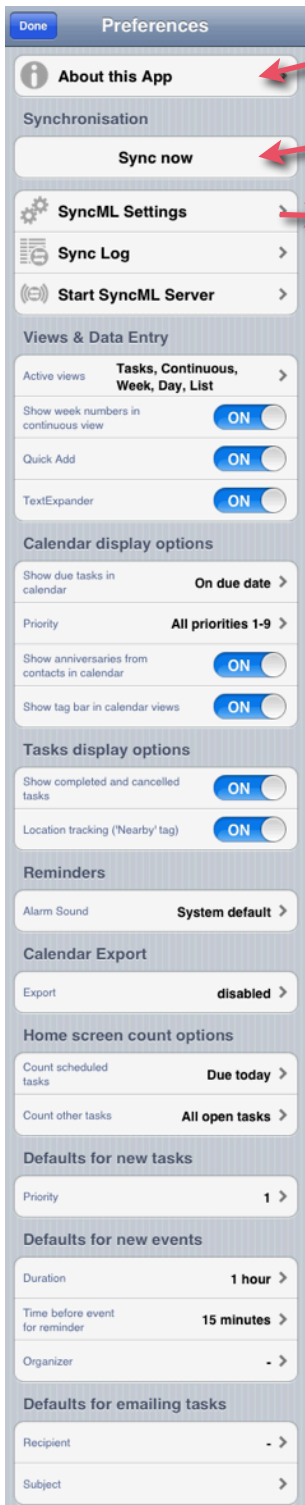 Done Preferences
About this App
Synchronisation
Sync now
SyncML Settings
Sync Log
Start SyncML Server
Views & Data Entry
Active views Tasks, Continuous,
Week, Day, List
Show week numbers in
continuous view ON
Quick Add ON
TextExpander ON
Calendar display options
Show due tasks in
calendar On due date
Priority All priorities 1-9
Show anniversaries from
contacts in calendar ON
Show tag bar in calendar views ON
Tasks display options
Show completed and cancelled
tasks ON
Location tracking ('Nearby' tag) ON
Reminders
Alarm Sound System default
Calendar Export
Export disabled
Home screen count options
Count scheduled
tasks Due today
Count other tasks All open tasks
Defaults for new tasks
Priority 1
Defaults for new events
Duration 1 hour
Time before event
for reminder 15 minutes
Organizer -
Defaults for emailing tasks
Recipient -
Subject